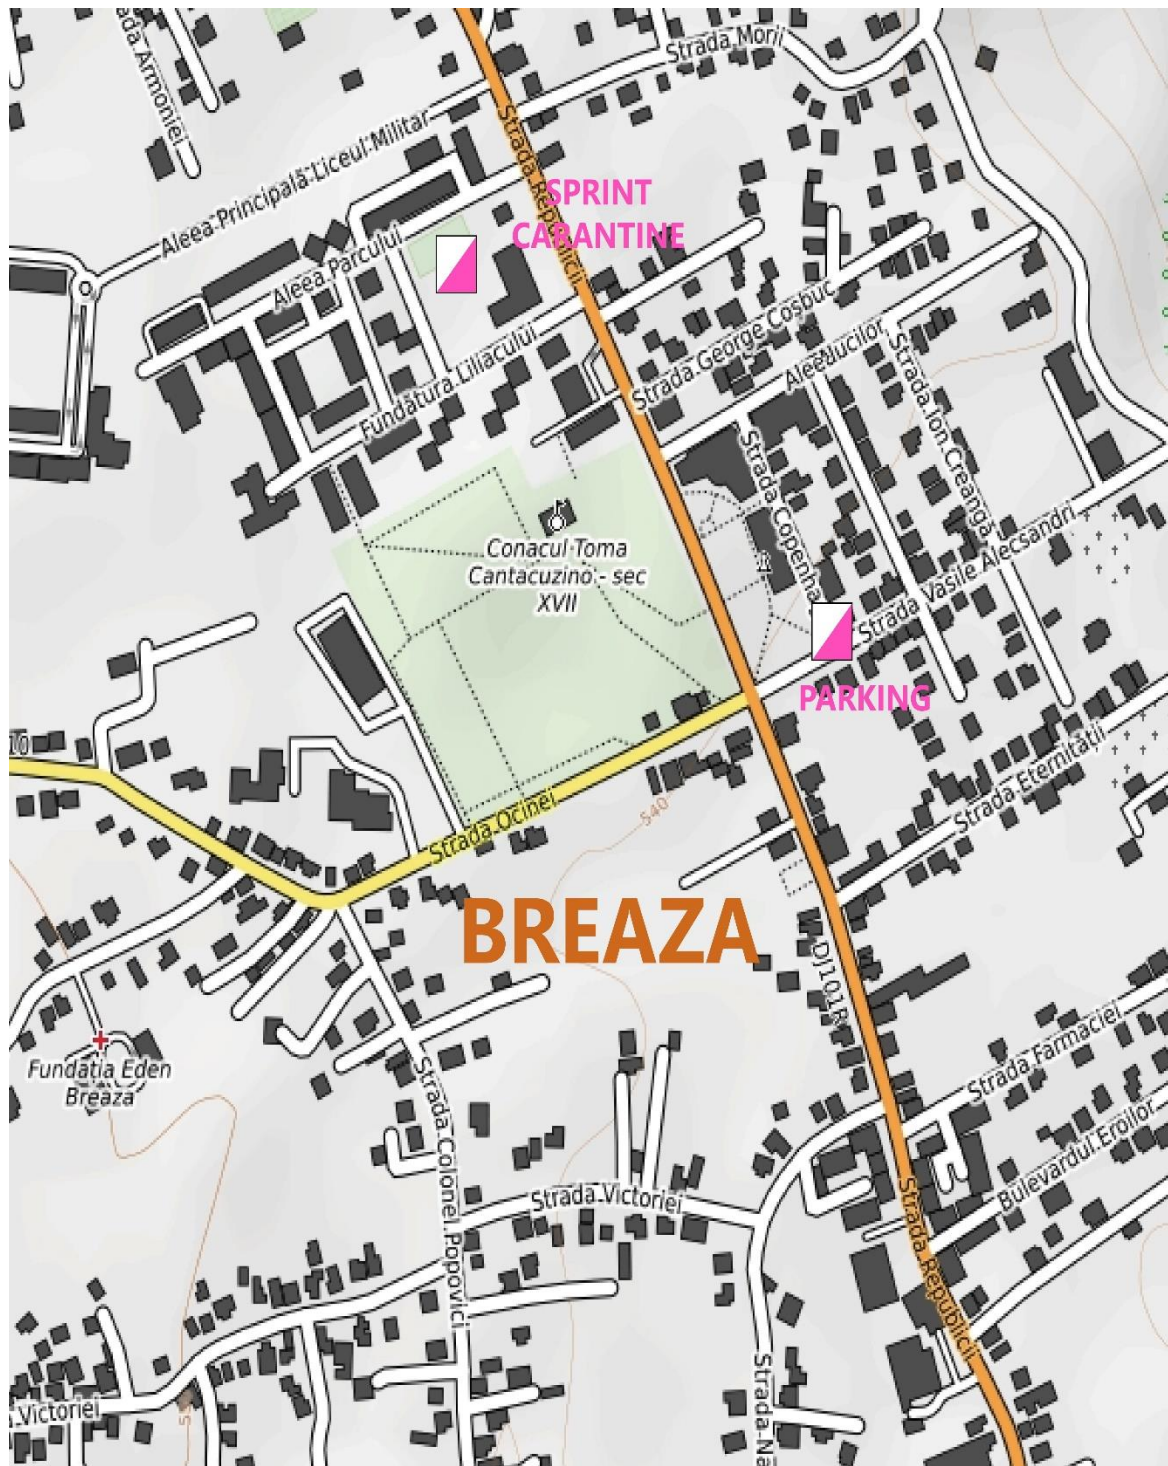 Strada Morii
ada Armoniei
Aleea Principală Liceul Militar
Strada Republicii
SPRINT
CARANTINE
Aleea Parcului
Fundătura Liliacului
Strada George Coșbuc
Aleea Nucilor
Strada Ion Creangă
Strada Copenha
Conacul Toma
Cantacuzino - sec
XVII
Strada Vasile Alecsandri
PARKING
10
Strada Eternității
Strada Ocinei
540
BREAZA
DJ101R
Fundația Eden
Breaza
Strada Farmaciei
Strada Colonel Popovici
Bulevardul Eroilor
Strada Victoriei
Strada Republicii
Victoriei
Strada Nă